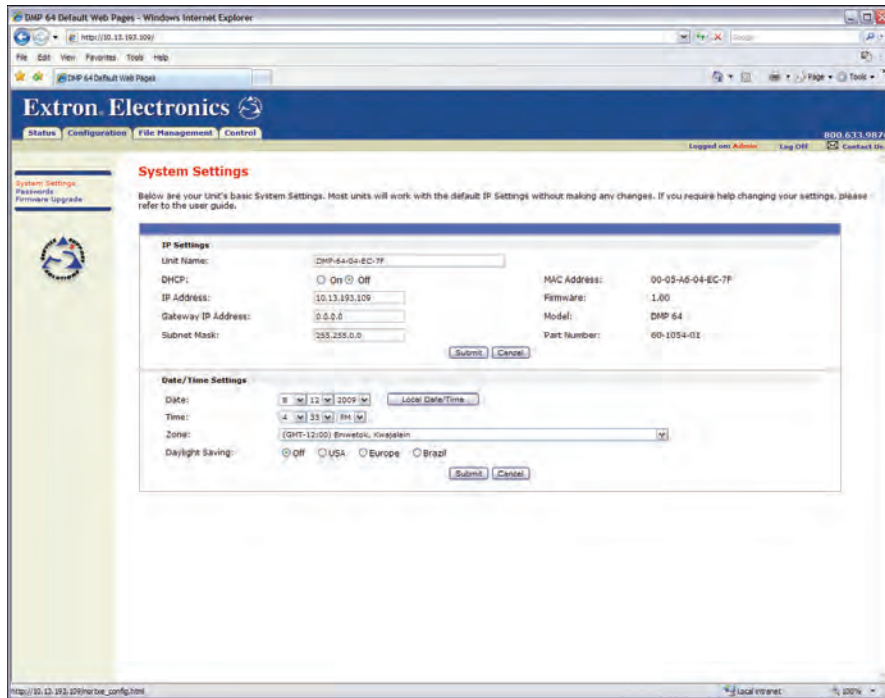 DMP 64 Default Web Pages - Windows Internet Explorer
http://10.13.193.109/
File Edit View Favorites Tools Help
DMP 64 Default Web Pages
Page Tools
Extron Electronics
Status Configuration File Management Control
800.633.987
Logged on: Admin Log Off Contact Us
System Settings
Passwords
Firmware Upgrade
System Settings
Below are your Unit's basic System Settings. Most units will work with the default IP Settings without making any changes. If you require help changing your settings, please
refer to the user guide.
IP Settings
Unit Name: DMP-64-04-EC-7F
DHCP: On Off MAC Address: 00-05-A6-04-EC-7F
IP Address: 10.13.193.109 Firmware: 1.00
Gateway IP Address: 0.0.0.0 Model: DMP 64
Subnet Mask: 255.255.0.0 Part Number: 60-1054-01
Submit Cancel
Date/Time Settings
Date: 8 12 2009 Local Date/Time
Time: 4 33 PM
Zone: (GMT-12:00) Eniwetok, Kwajalein
Daylight Saving: Off USA Europe Brazil
Submit Cancel
Local intranet 100%